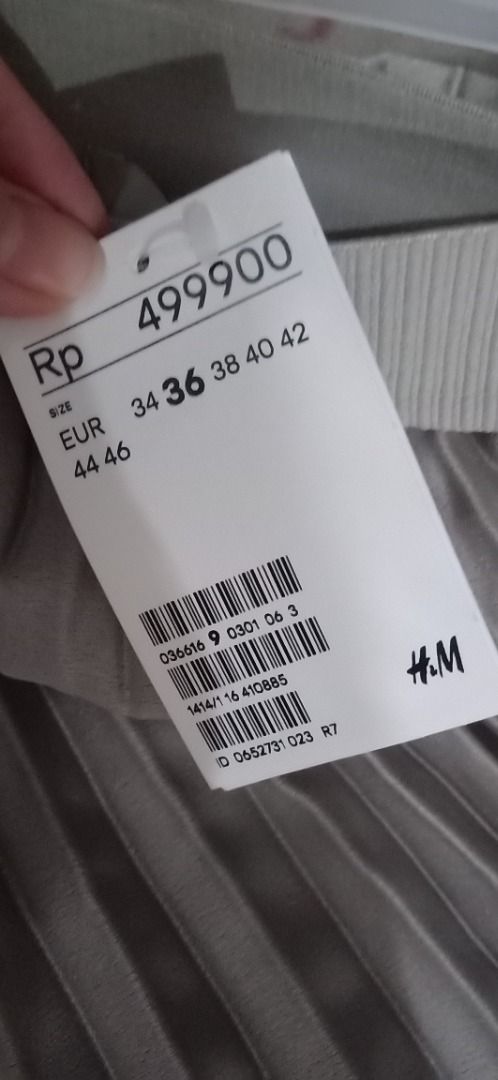 Rp 499900
SIZE
EUR 34 36 38 40 42
44 46
036616 9 0301 06 3
1414/1 16 410885
ID 0652731 023 R7
H&M